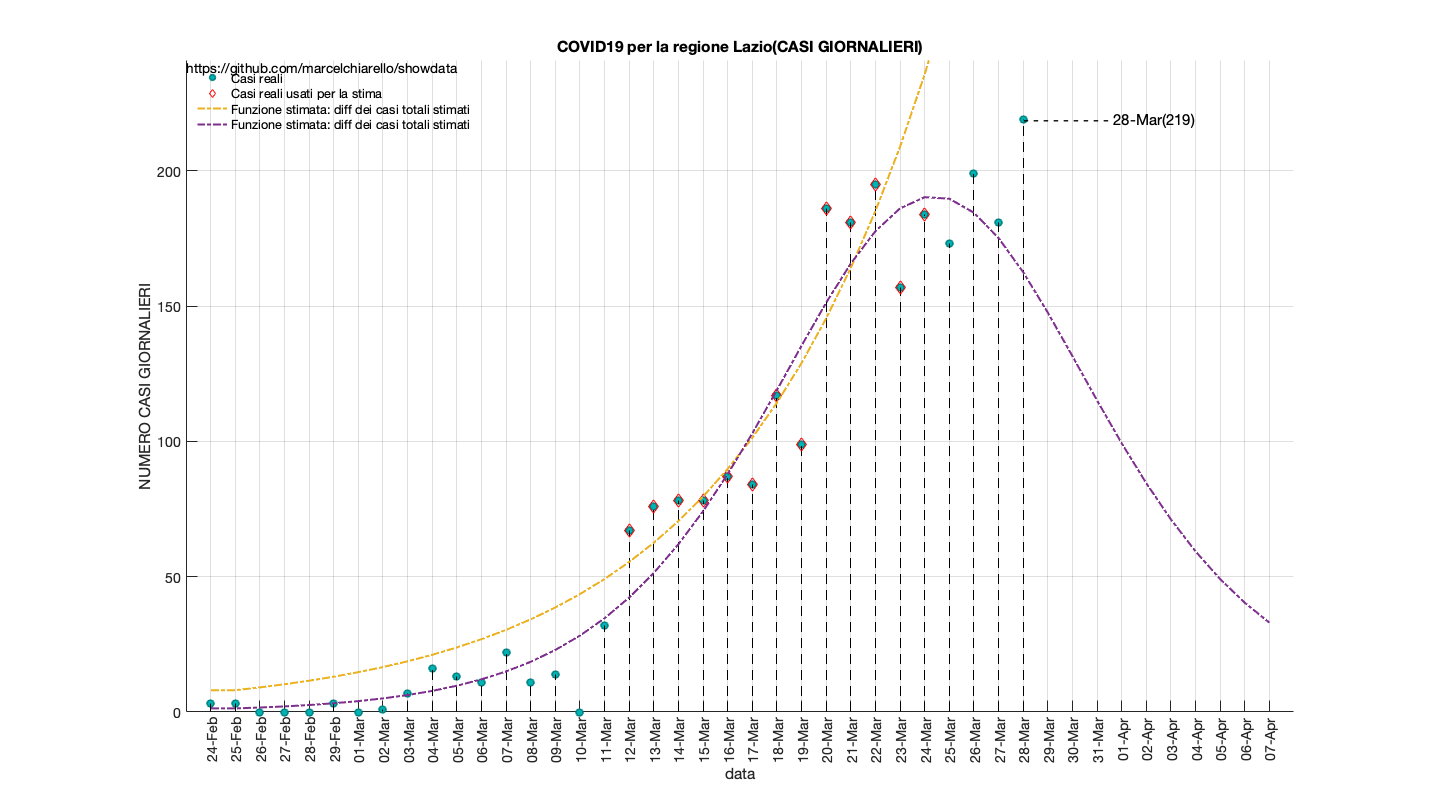 COVID19 per la regione Lazio(CASI GIORNALIERI)
https://github.com/marcelchiarello/showdata
Casi reali
Casi reali usati per la stima
Funzione stimata: diff dei casi totali stimati
Funzione stimata: diff dei casi totali stimati
28-Mar(219)
NUMERO CASI GIORNALIERI
200
150
100
50
0
24-Feb
25-Feb
26-Feb
27-Feb
28-Feb
29-Feb
01-Mar
02-Mar
03-Mar
04-Mar
05-Mar
06-Mar
07-Mar
08-Mar
09-Mar
10-Mar
11-Mar
12-Mar
13-Mar
14-Mar
15-Mar
16-Mar
17-Mar
18-Mar
19-Mar
20-Mar
21-Mar
22-Mar
23-Mar
24-Mar
25-Mar
26-Mar
27-Mar
28-Mar
29-Mar
30-Mar
31-Mar
01-Apr
02-Apr
03-Apr
04-Apr
05-Apr
06-Apr
07-Apr
data